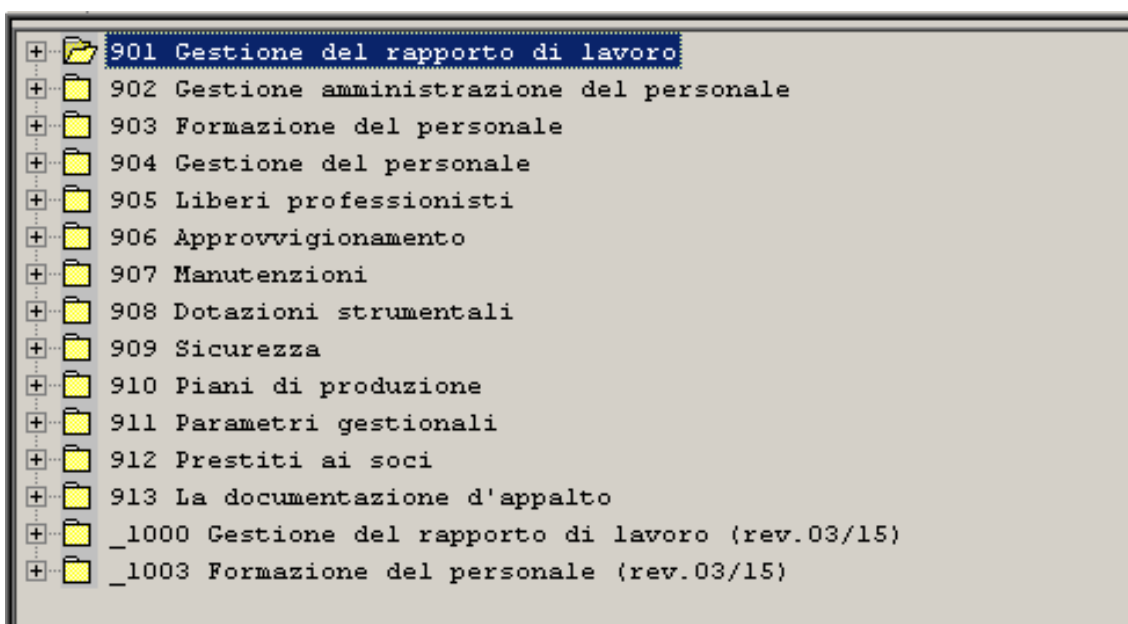 901 Gestione del rapporto di lavoro
902 Gestione amministrazione del personale
903 Formazione del personale
904 Gestione del personale
905 Liberi professionisti
906 Approvvigionamento
907 Manutenzioni
908 Dotazioni strumentali
909 Sicurezza
910 Piani di produzione
911 Parametri gestionali
912 Prestiti ai soci
913 La documentazione d'appalto
_1000 Gestione del rapporto di lavoro (rev.03/15)
_1003 Formazione del personale (rev.03/15)